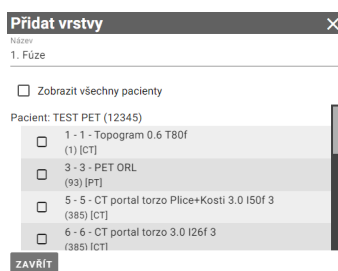 Přidat vrstvy
Název
1. Fúze
Zobrazit všechny pacienty
Pacient: TEST PET (12345)
1 - 1 - Topogram 0.6 T80f
(1) [CT]
3 - 3 - PET ORL
(93) [PT]
5 - 5 - CT portal torzo Plice+Kosti 3.0 I50f 3
(385) [CT]
6 - 6 - CT portal torzo 3.0 I26f 3
(385) [CT]
ZAVŘÍT